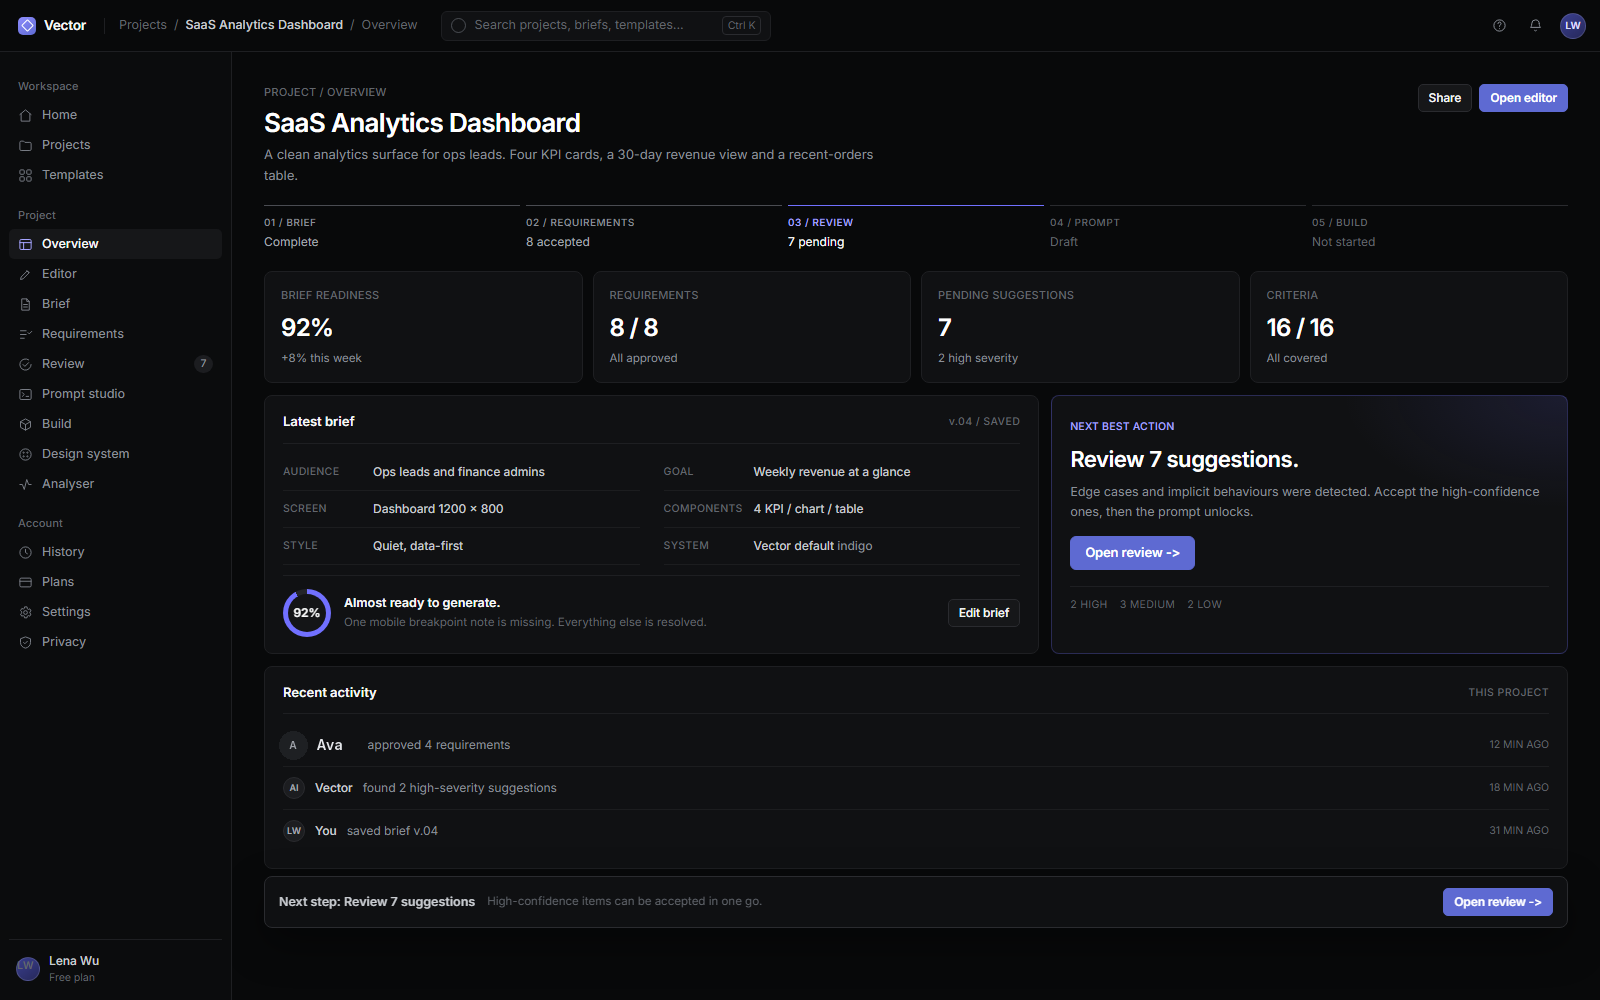 Vector
Projects / SaaS Analytics Dashboard / Overview
Search projects, briefs, templates...
Ctrl K
LW
Workspace
Home
Projects
Templates
Project
Overview
Editor
Brief
Requirements
Review 7
Prompt studio
Build
Design system
Analyser
Account
History
Plans
Settings
Privacy
LW
Lena Wu
Free plan
PROJECT / OVERVIEW
SaaS Analytics Dashboard
A clean analytics surface for ops leads. Four KPI cards, a 30-day revenue view and a recent-orders
table.
Share
Open editor
01 / BRIEF
Complete
02 / REQUIREMENTS
8 accepted
03 / REVIEW
7 pending
04 / PROMPT
Draft
05 / BUILD
Not started
BRIEF READINESS
92%
+8% this week
REQUIREMENTS
8 / 8
All approved
PENDING SUGGESTIONS
7
2 high severity
CRITERIA
16 / 16
All covered
Latest brief
v.04 / SAVED
AUDIENCE Ops leads and finance admins
GOAL Weekly revenue at a glance
SCREEN Dashboard 1200 × 800
COMPONENTS 4 KPI / chart / table
STYLE Quiet, data-first
SYSTEM Vector default indigo
92%
Almost ready to generate.
One mobile breakpoint note is missing. Everything else is resolved.
Edit brief
NEXT BEST ACTION
Review 7 suggestions.
Edge cases and implicit behaviours were detected. Accept the high-confidence
ones, then the prompt unlocks.
Open review ->
2 HIGH 3 MEDIUM 2 LOW
Recent activity
THIS PROJECT
A Ava approved 4 requirements 12 MIN AGO
AI Vector found 2 high-severity suggestions 18 MIN AGO
LW You saved brief v.04 31 MIN AGO
Next step: Review 7 suggestions High-confidence items can be accepted in one go.
Open review ->